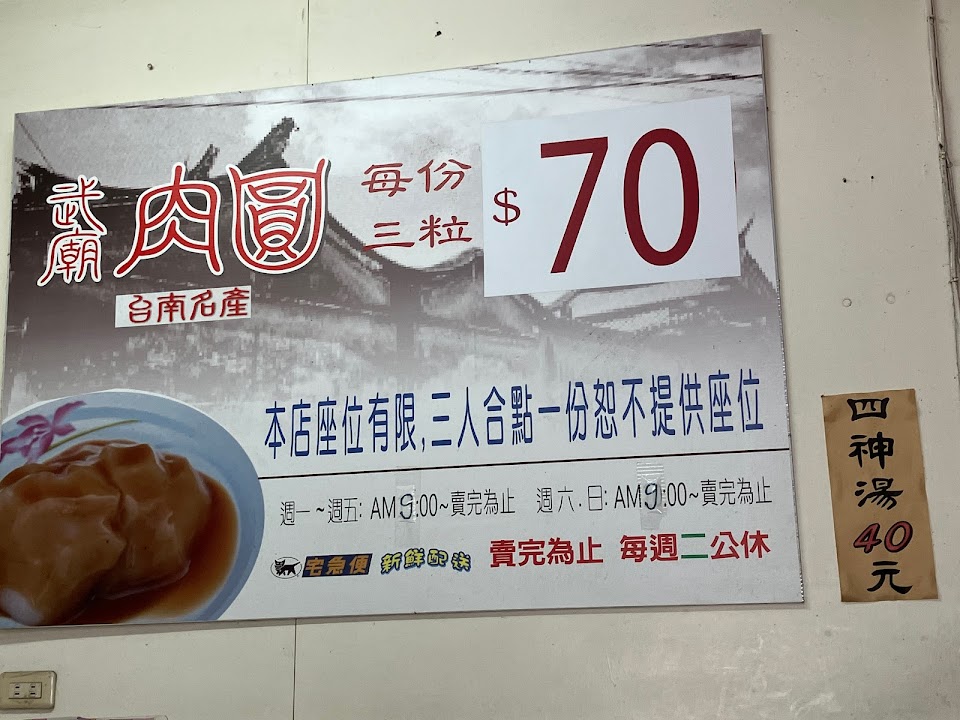 武廟
肉圓
台南名產
每份
三粒
$70
本店座位有限,三人合點一份恕不提供座位
週一~週五: AM9:00~賣完為止 週六.日: AM9:00~賣完為止
宅急便 新鮮配送 賣完為止 每週二公休
四神湯40元